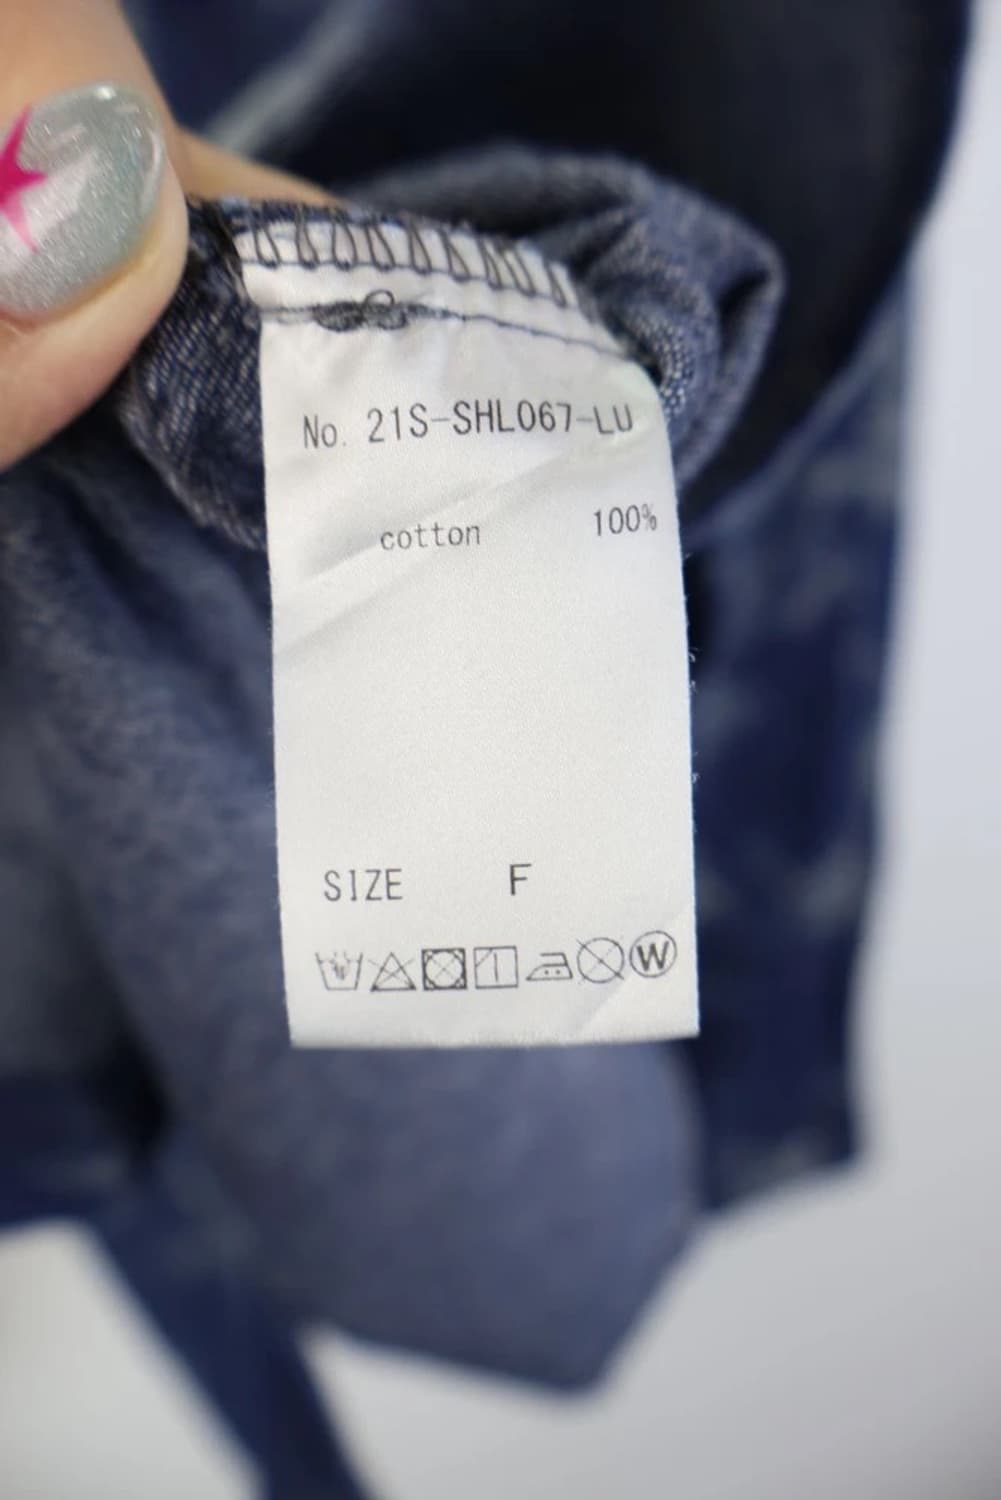 No. 21S-SHL067-LU
cotton 100%
SIZE F
W